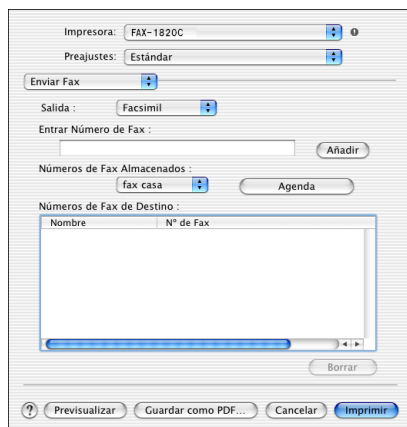 Impresora: FAX-1820C
Preajustes: Estándar
Enviar Fax
Salida : Facsimil
Entrar Número de Fax :
Añadir
Números de Fax Almacenados :
fax casa Agenda
Números de Fax de Destino :
Nombre Nº de Fax
Borrar
? Previsualizar Guardar como PDF... Cancelar Imprimir